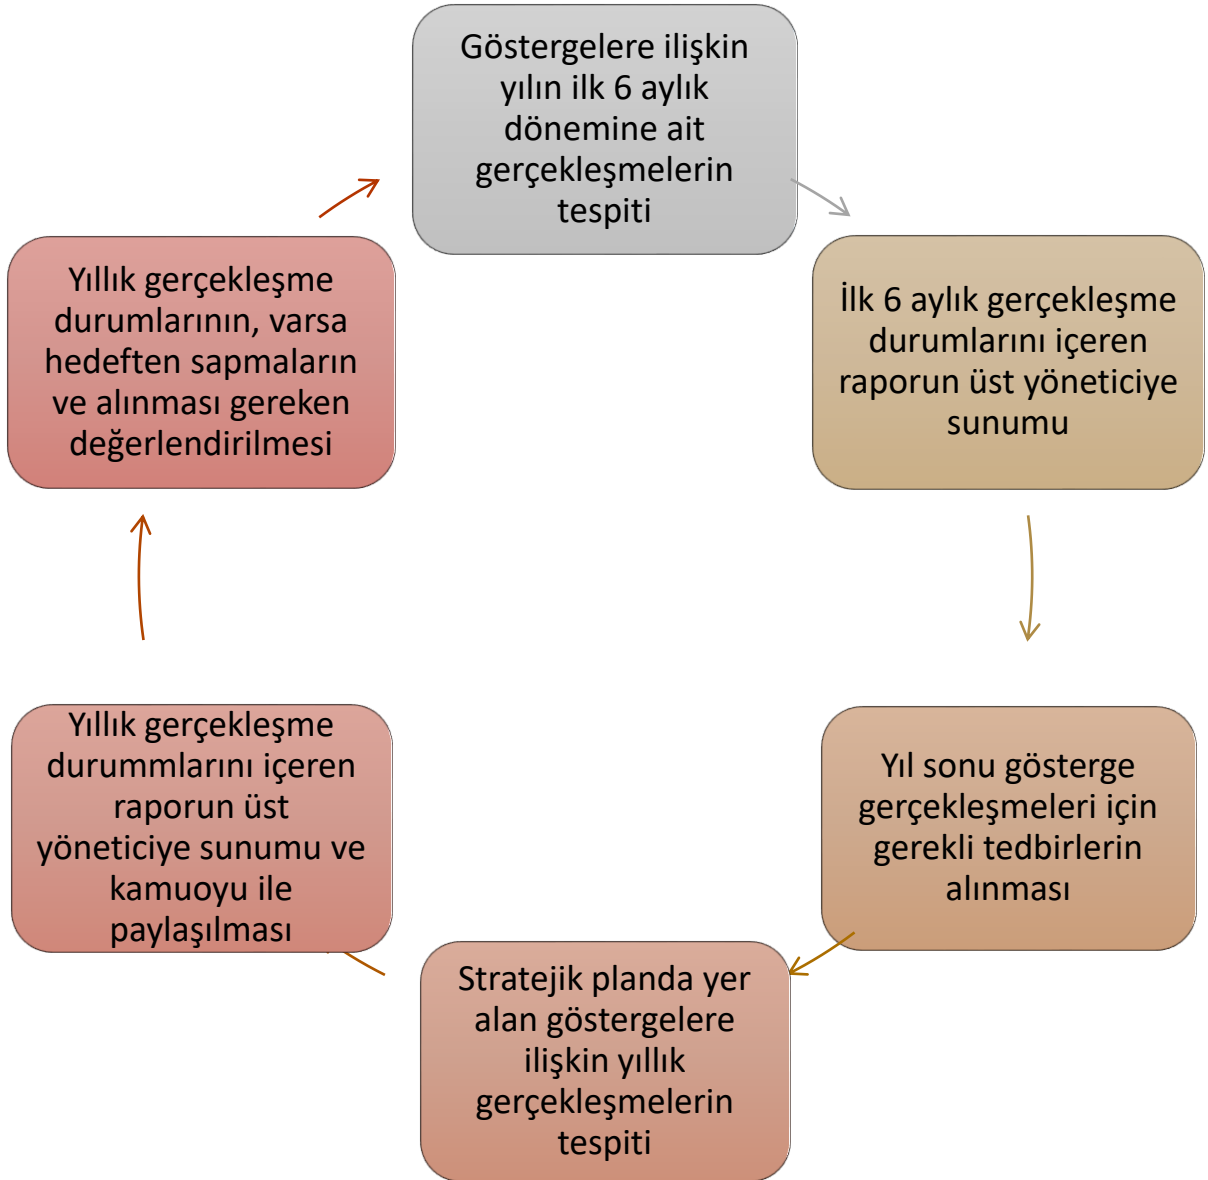 Göstergelere ilişkin
yılın ilk 6 aylık
dönemine ait
gerçekleşmelerin
tespiti
İlk 6 aylık gerçekleşme
durumlarını içeren
raporun üst yöneticiye
sunumu
Yıl sonu gösterge
gerçekleşmeleri için
gerekli tedbirlerin
alınması
Stratejik planda yer
alan göstergelere
ilişkin yıllık
gerçekleşmelerin
tespiti
Yıllık gerçekleşme
durummlarını içeren
raporun üst
yöneticiye sunumu ve
kamuoyu ile
paylaşılması
Yıllık gerçekleşme
durumlarının, varsa
hedeften sapmaların
ve alınması gereken
değerlendirilmesi